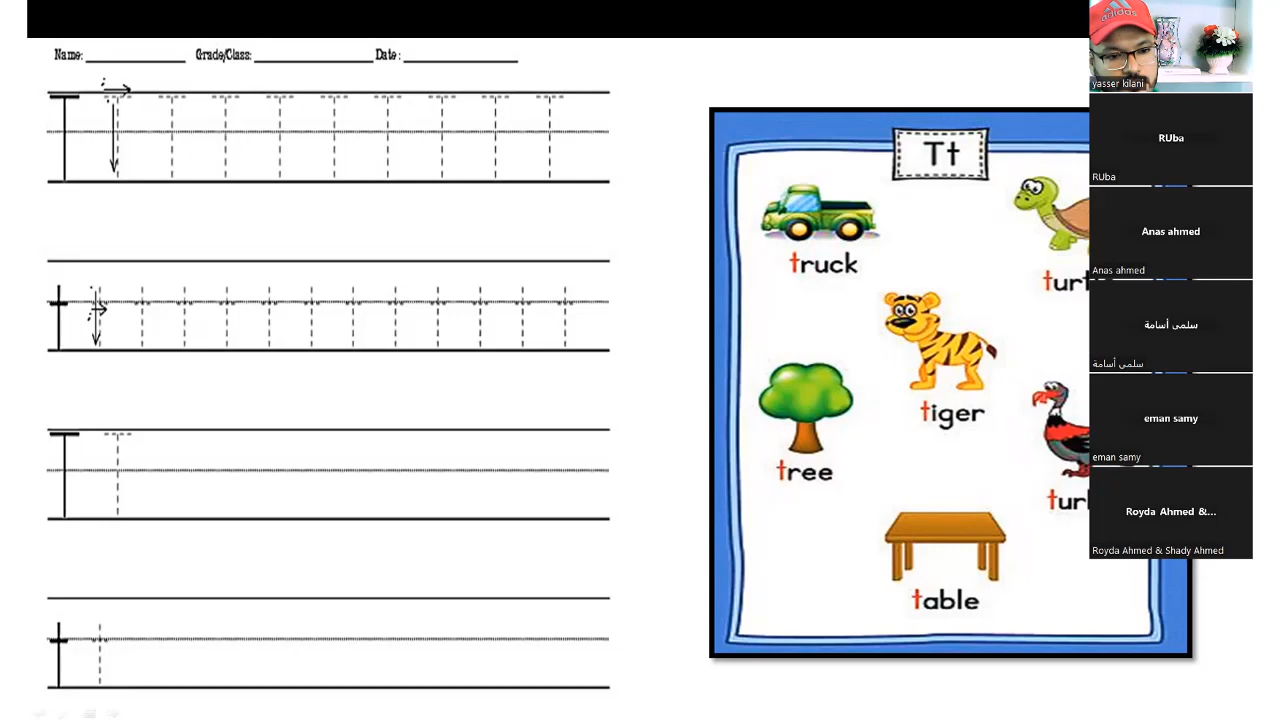 Name: Grade/Class: Date :
T
t
T
t
Tt
truck
tiger
tree
table
adidas
yasser kilani
RUba
RUba
Anas ahmed
Anas ahmed
سلمى أسامة
سلمى أسامة
eman samy
eman samy
Royda Ahmed &...
Royda Ahmed & Shady Ahmed